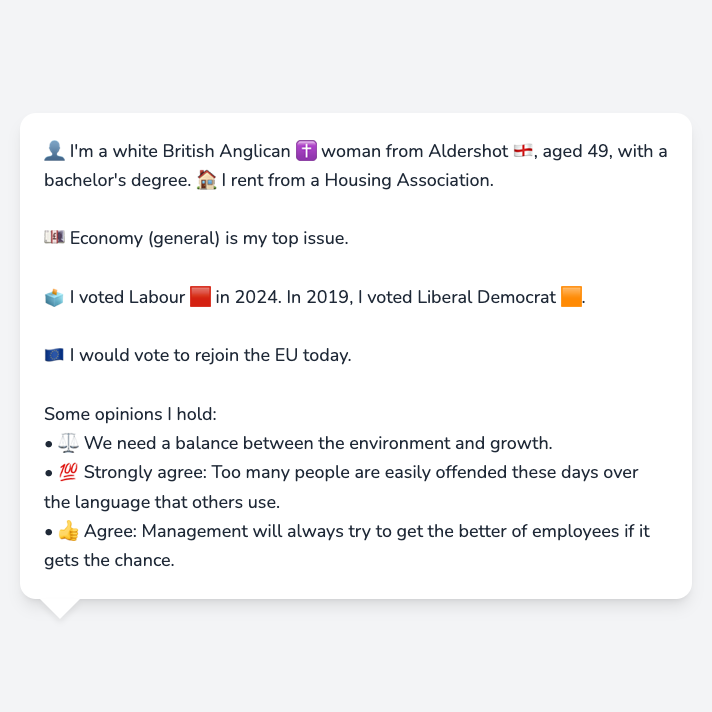 👤 I'm a white British Anglican ✝️ woman from Aldershot 🏴󠁧󠁢󠁥󠁮󠁧󠁿, aged 49, with a
bachelor's degree. 🏠 I rent from a Housing Association.
💷 Economy (general) is my top issue.
🗳️ I voted Labour 🟥 in 2024. In 2019, I voted Liberal Democrat 🟧.
🇪🇺 I would vote to rejoin the EU today.
Some opinions I hold:
• ⚖️ We need a balance between the environment and growth.
• 💯 Strongly agree: Too many people are easily offended these days over
the language that others use.
• 👍 Agree: Management will always try to get the better of employees if it
gets the chance.